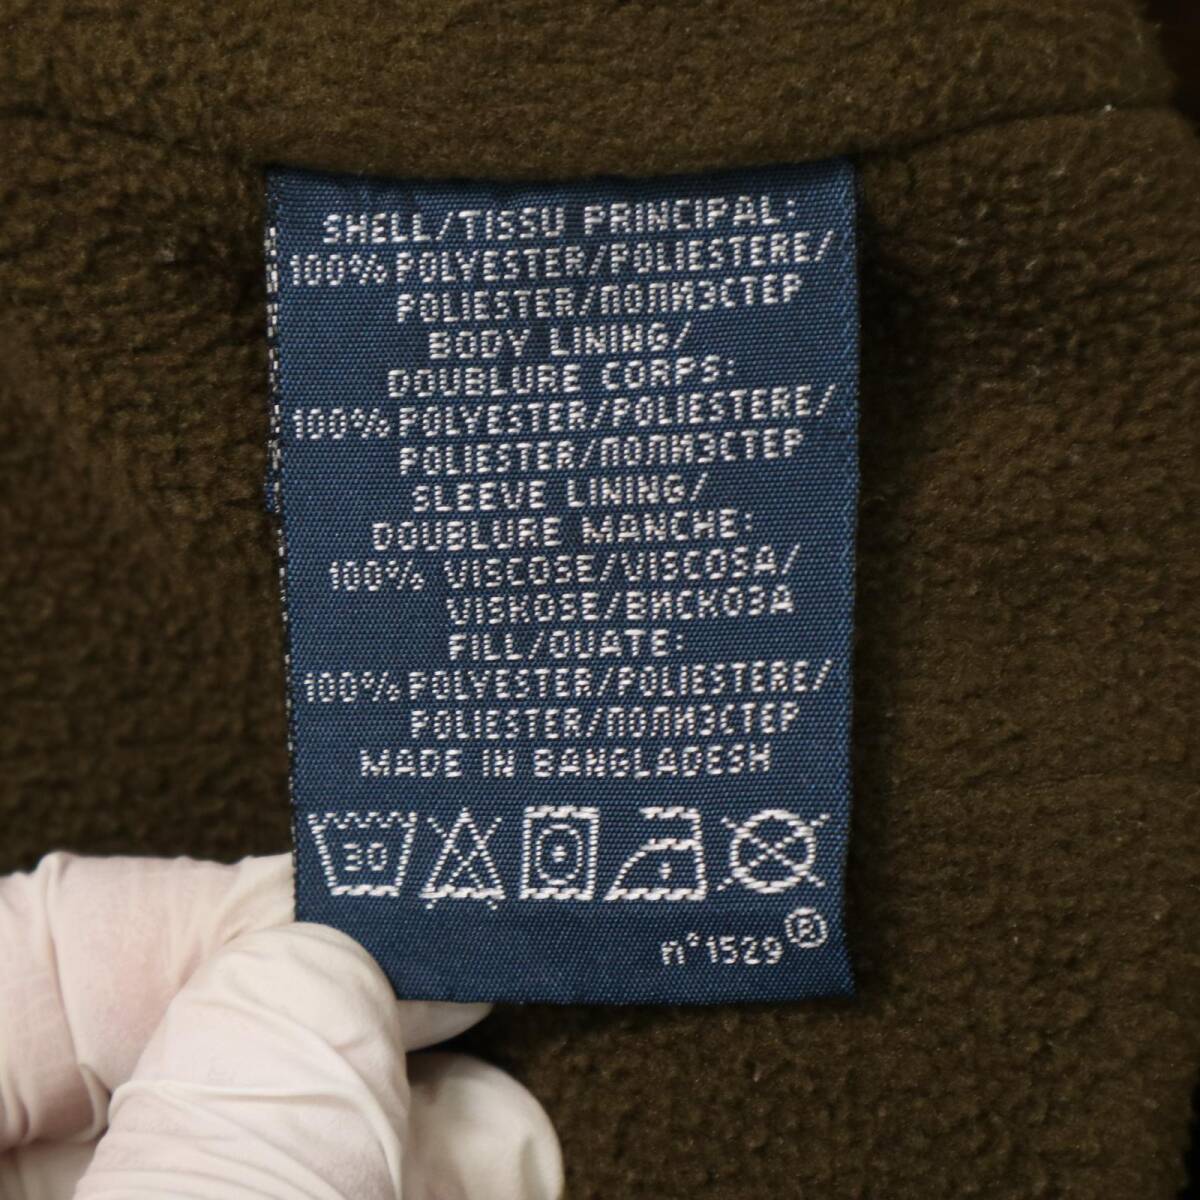 SHELL/TISSU PRINCIPAL:
100% POLYESTER/POLIESTERE/
POLIESTER/ПОЛИЭСТЕР
BODY LINING/
DOUBLURE CORPS:
100% POLYESTER/POLIESTERE/
POLIESTER/ПОЛИЭСТЕР
SLEEVE LINING/
DOUBLURE MANCHE:
100% VISCOSE/VISCOSA/
VISKOSE/ВИСКОЗА
FILL/OUATE:
100% POLYESTER/POLIESTERE/
POLIESTER/ПОЛИЭСТЕР
MADE IN BANGLADESH
30
n°1529®